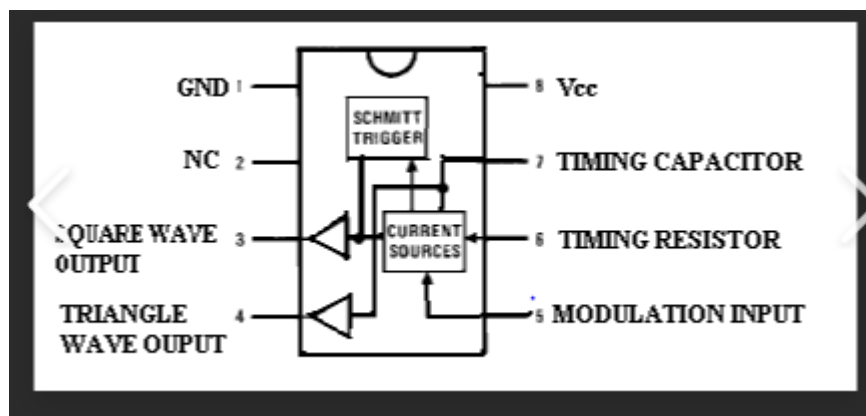 GND 1
8 Vcc
SCHMITT
TRIGGER
NC 2
7 TIMING CAPACITOR
SQUARE WAVE
OUTPUT
3
CURRENT
SOURCES
6 TIMING RESISTOR
TRIANGLE
WAVE OUPUT
4
5 MODULATION INPUT